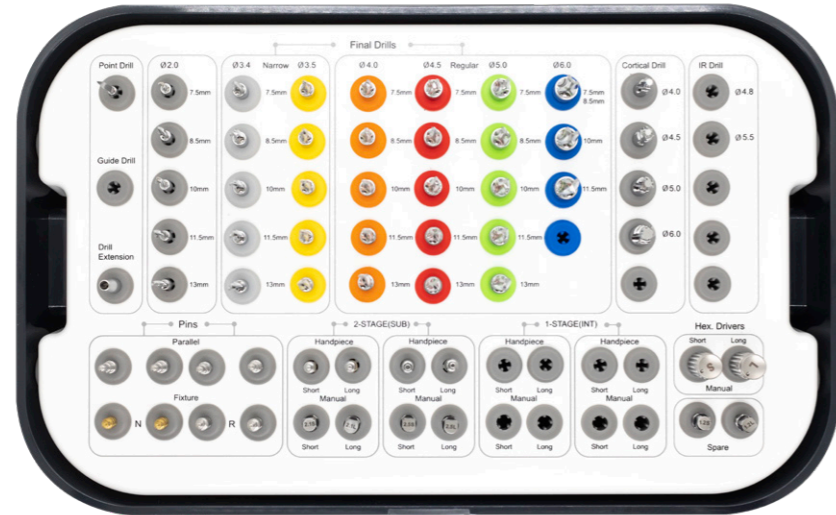 Final Drills
Point Drill Ø2.0 Ø3.4 Narrow Ø3.5 Ø4.0 Ø4.5 Regular Ø5.0 Ø6.0 Cortical Drill IR Drill
7.5mm 7.5mm 7.5mm 7.5mm 7.5mm 7.5mm Ø4.0 Ø4.8
8.5mm
8.5mm 8.5mm 8.5mm 8.5mm 8.5mm 10mm Ø4.5 Ø5.5
Guide Drill
10mm 10mm 10mm 10mm 10mm 11.5mm Ø5.0
Drill
Extension
11.5mm 11.5mm 11.5mm 11.5mm 11.5mm Ø6.0
13mm 13mm 13mm 13mm 13mm
Pins 2-STAGE(SUB) 1-STAGE(INT) Hex. Drivers
Parallel Handpiece Handpiece Handpiece Handpiece Short Long
S L
Short Long Short Long Short Long Short Long Manual
Fixture Manual Manual Manual Manual
N R
Short Long Short Long Short Long Short Long Spare